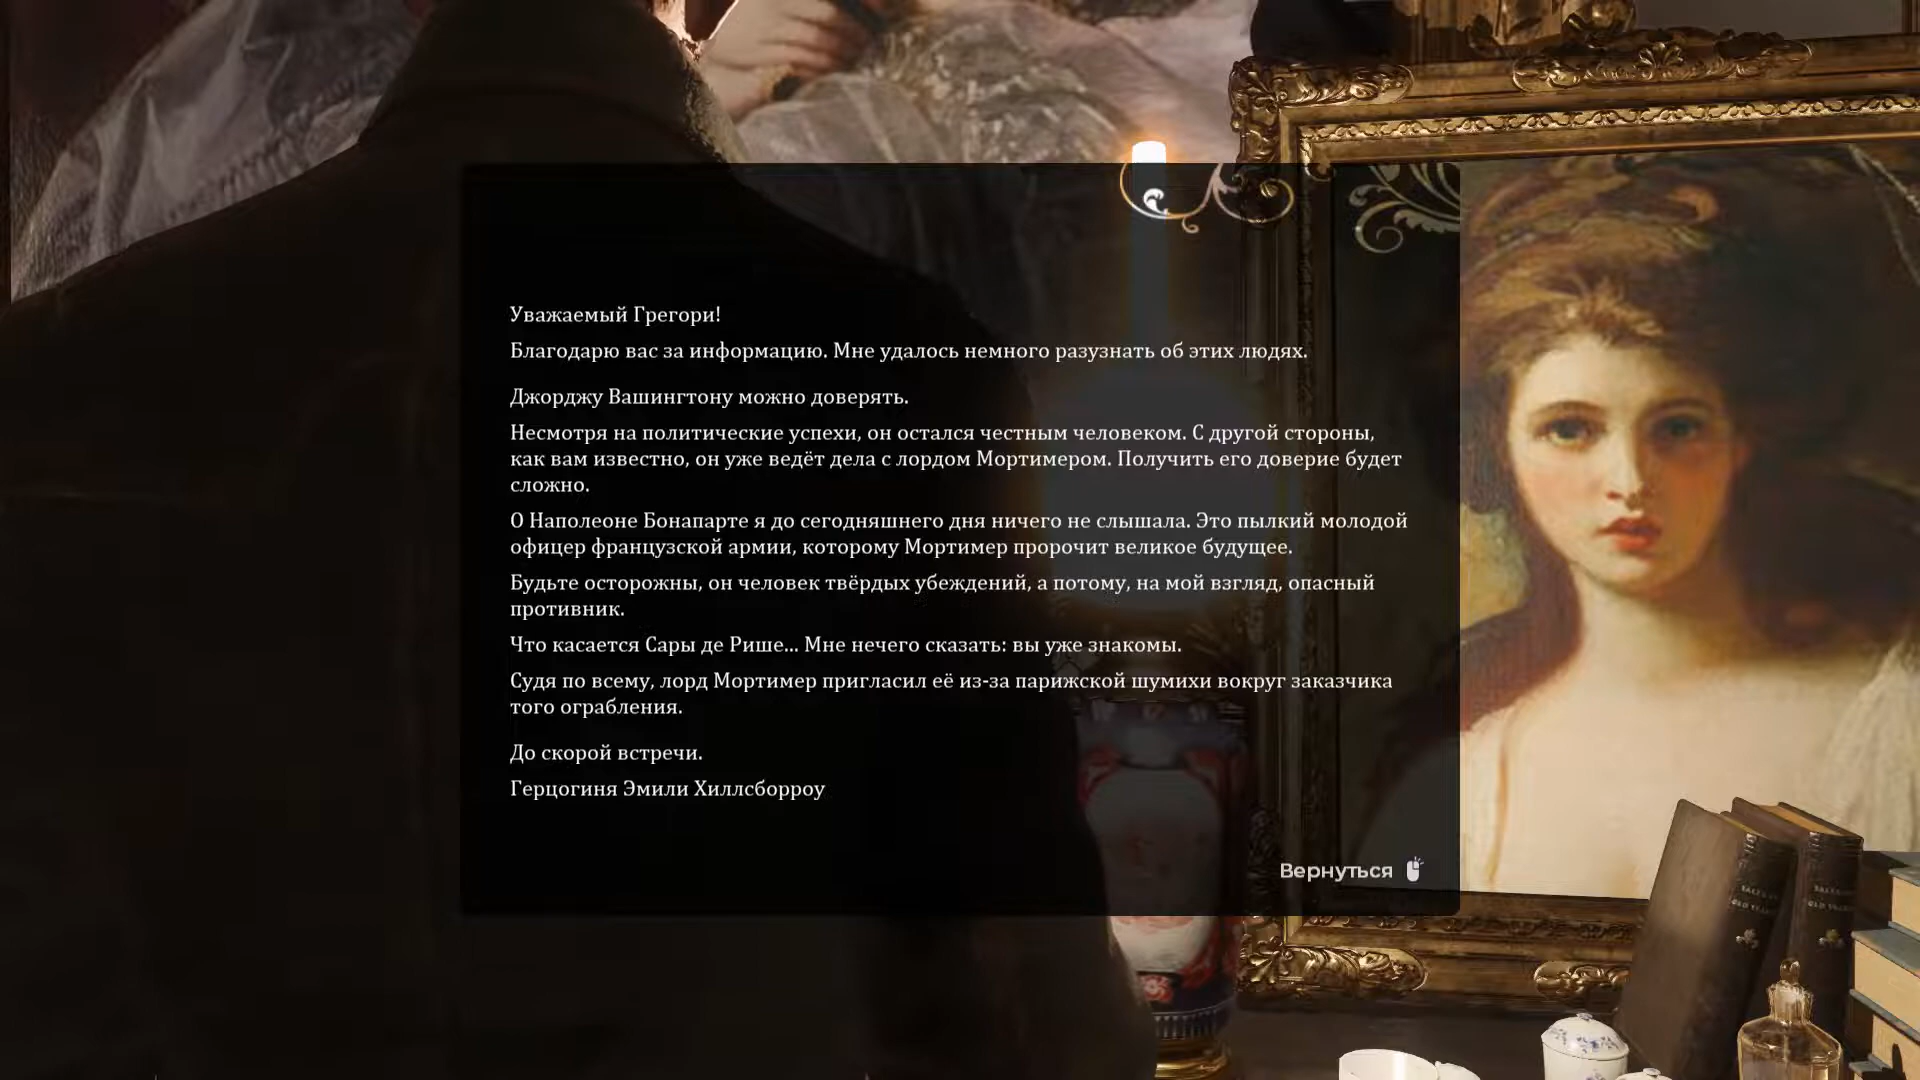 Уважаемый Грегори!
Благодарю вас за информацию. Мне удалось немного разузнать об этих людях.
Джорджу Вашингтону можно доверять.
Несмотря на политические успехи, он остался честным человеком. С другой стороны,
как вам известно, он уже ведёт дела с лордом Мортимером. Получить его доверие будет
сложно.
О Наполеоне Бонапарте я до сегодняшнего дня ничего не слышала. Это пылкий молодой
офицер французской армии, которому Мортимер пророчит великое будущее.
Будьте осторожны, он человек твёрдых убеждений, а потому, на мой взгляд, опасный
противник.
Что касается Сары де Рише... Мне нечего сказать: вы уже знакомы.
Судя по всему, лорд Мортимер пригласил её из-за парижской шумихи вокруг заказчика
того ограбления.
До скорой встречи.
Герцогиня Эмили Хиллсборроу
Вернуться